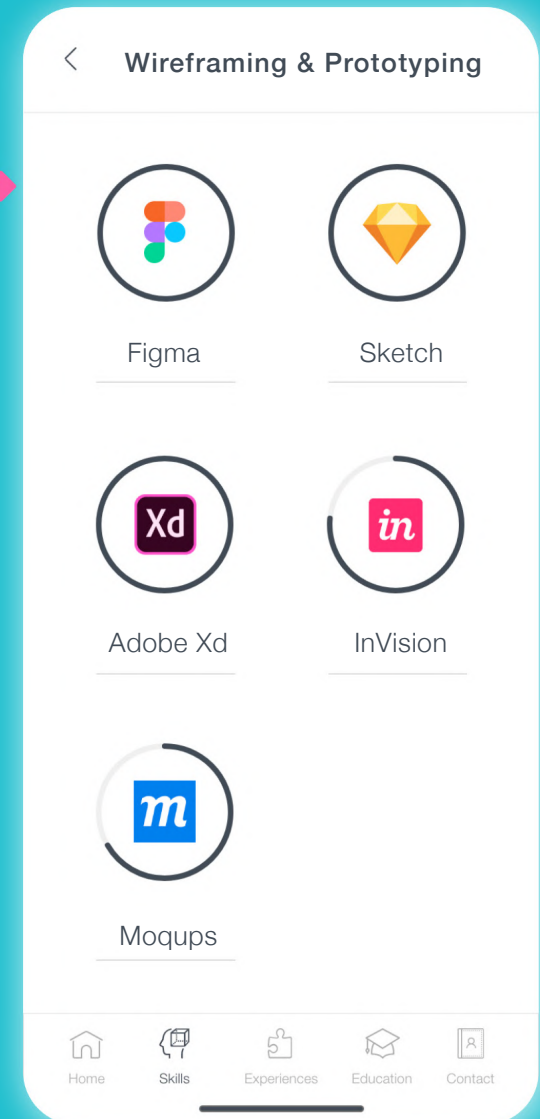 Wireframing & Prototyping
Figma
Sketch
Xd
in
Adobe Xd
InVision
m
Moqups
Home
Skills
Experiences
Education
Contact